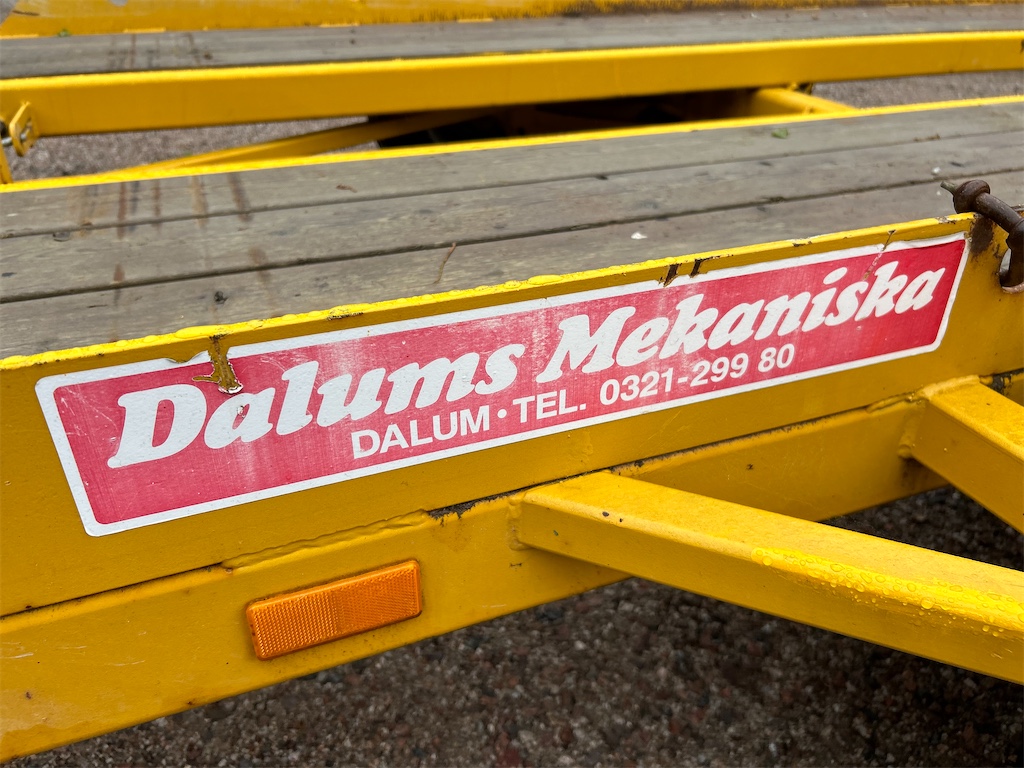 Dalums Mekaniska
DALUM • TEL. 0321-299 80